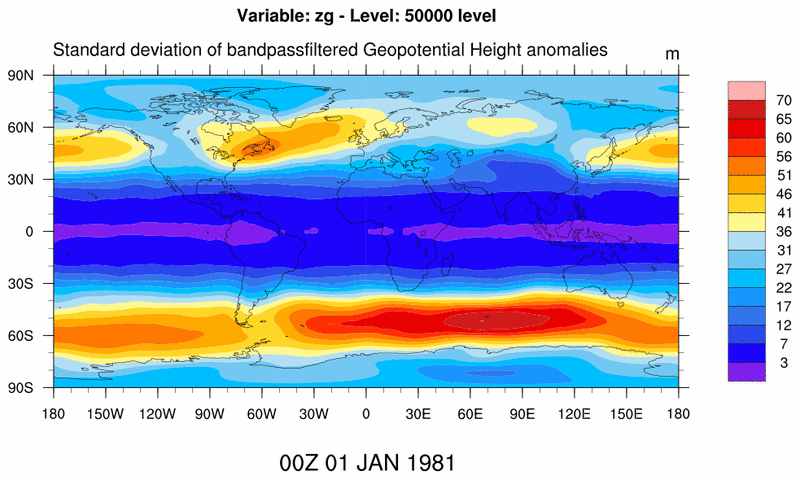 Variable: zg - Level: 50000 level
Standard deviation of bandpassfiltered Geopotential Height anomalies
m
90N
60N
30N
0
30S
60S
90S
180 150W 120W 90W 60W 30W 0 30E 60E 90E 120E 150E 180
70
65
60
56
51
46
41
36
31
27
22
17
12
7
3
00Z 01 JAN 1981